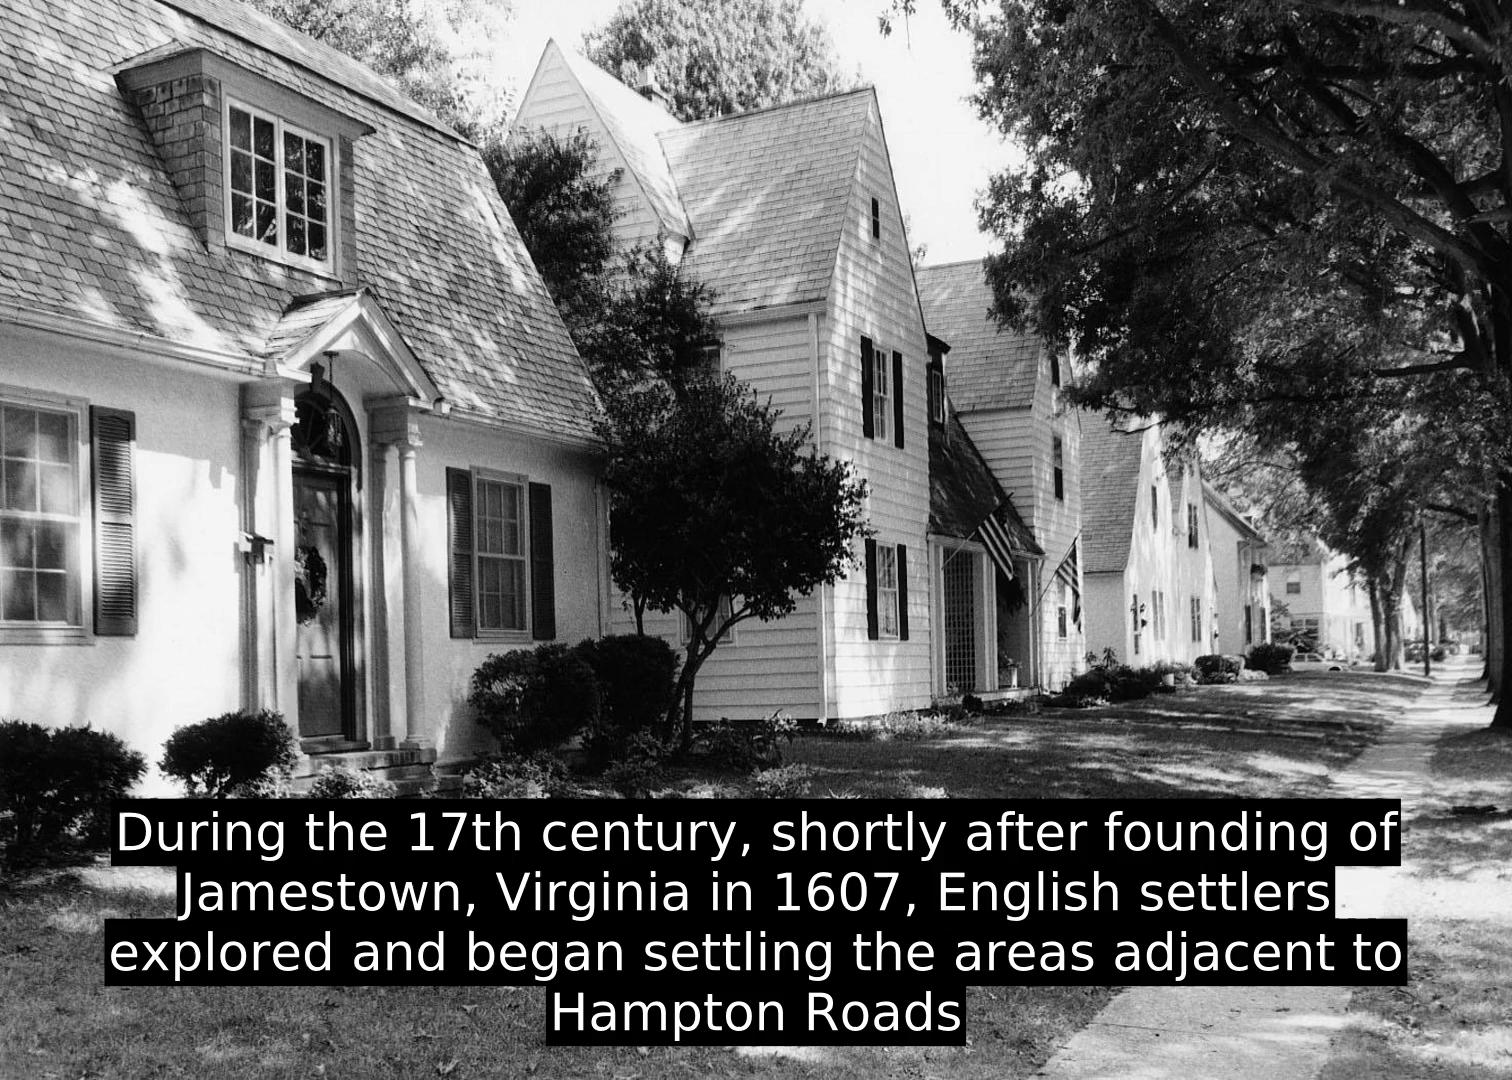 During the 17th century, shortly after founding of
Jamestown, Virginia in 1607, English settlers
explored and began settling the areas adjacent to
Hampton Roads